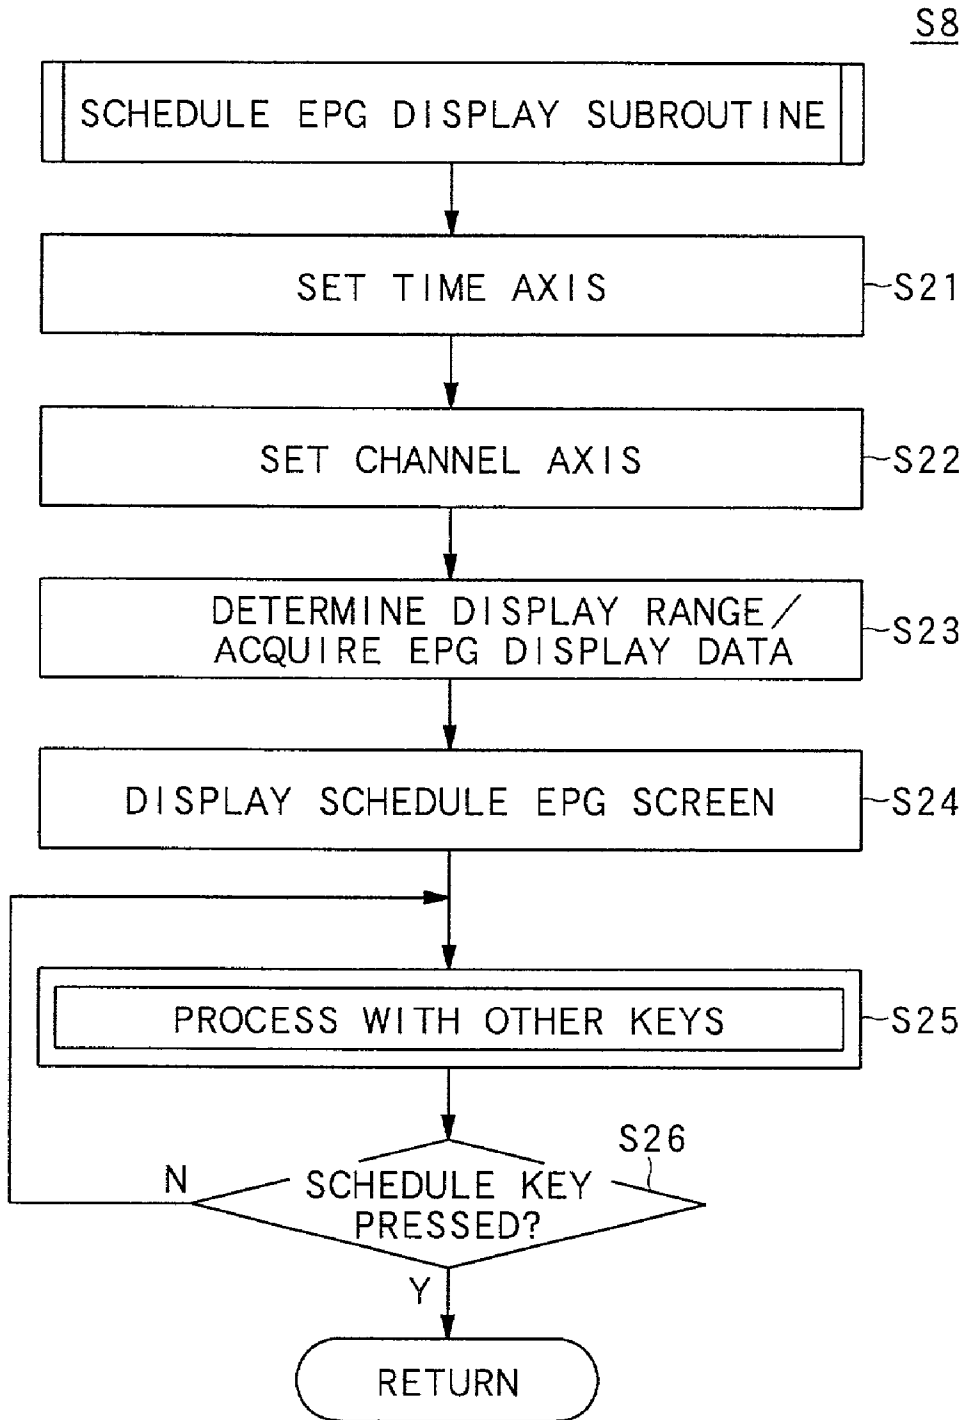 S8
SCHEDULE EPG DISPLAY SUBROUTINE
SET TIME AXIS
S21
SET CHANNEL AXIS
S22
DETERMINE DISPLAY RANGE/
ACQUIRE EPG DISPLAY DATA
S23
DISPLAY SCHEDULE EPG SCREEN
S24
PROCESS WITH OTHER KEYS
S25
S26
N
SCHEDULE KEY
PRESSED?
Y
RETURN